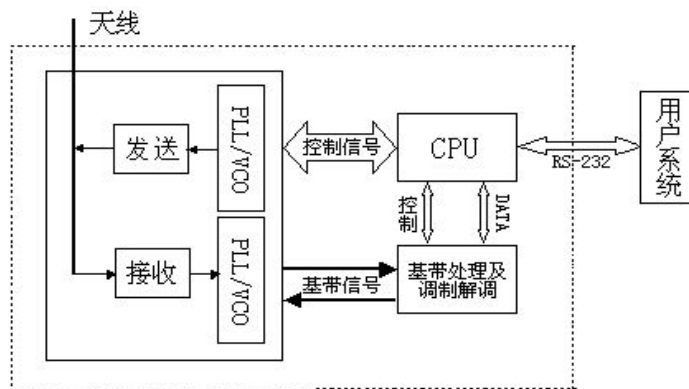 天线
发送
PLL/VCO
控制信号
CPU
RS-232
用户系统
控制
DATA
接收
PLL/VCO
基带信号
基带处理及
调制解调